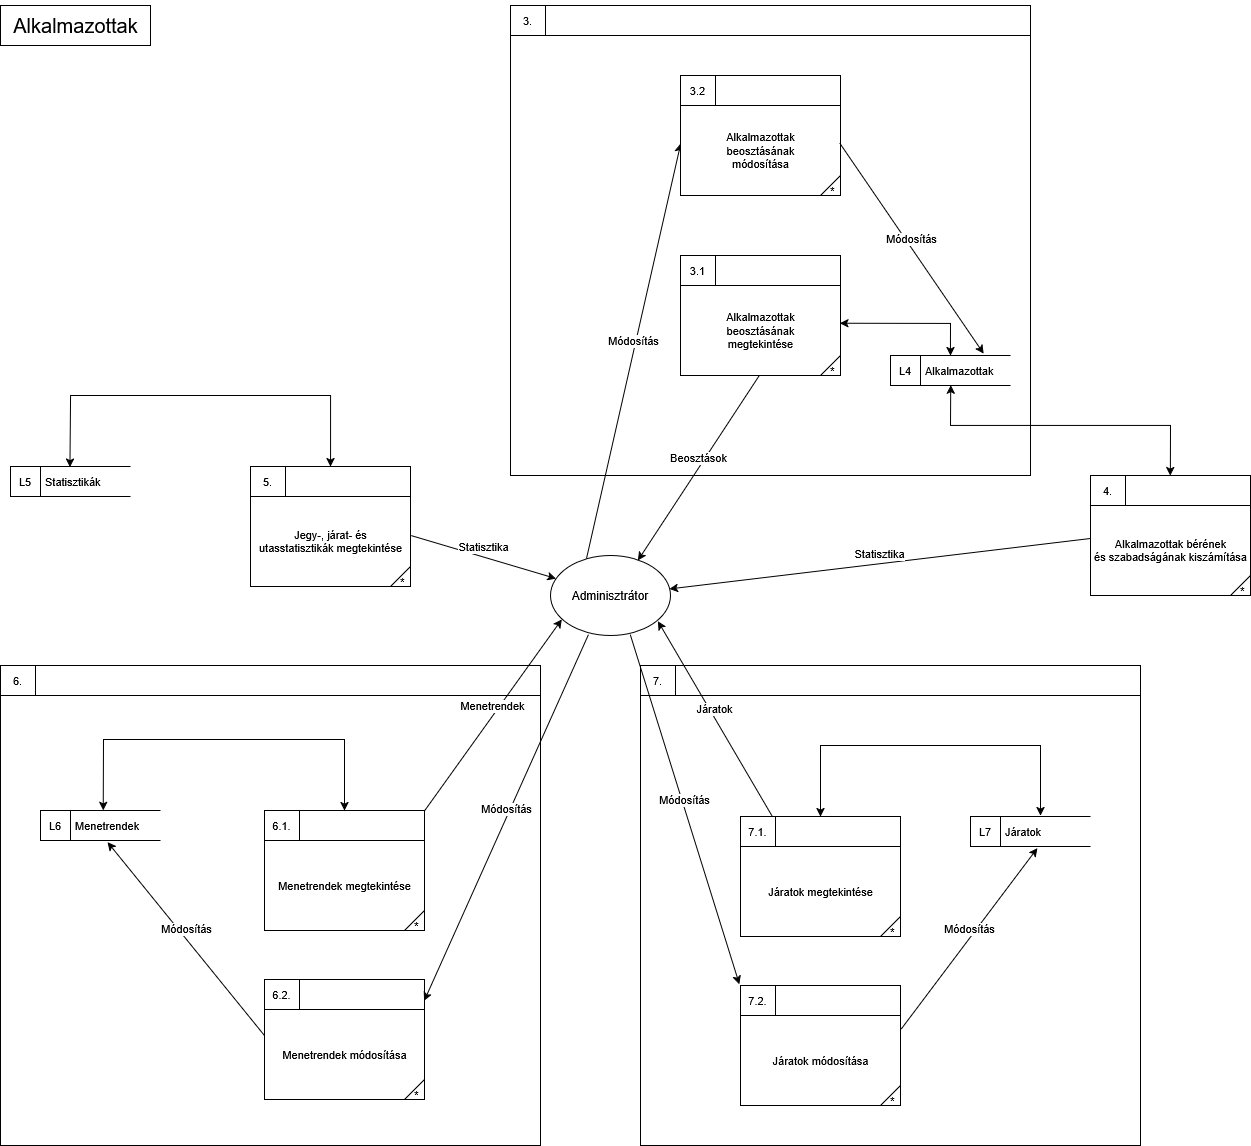 Alkalmazottak
3.
3.2
Alkalmazottak
beosztásának
módosítása
*
Módosítás
3.1
Alkalmazottak
beosztásának
megtekintése
*
Módosítás
L4
Alkalmazottak
Beosztások
L5
Statisztikák
5.
Jegy-, járat- és
utasstatisztikák megtekintése
*
Statisztika
4.
Alkalmazottak bérének
és szabadságának kiszámítása
*
Statisztika
Adminisztrátor
6.
Menetrendek
L6
Menetrendek
6.1.
Menetrendek megtekintése
*
Módosítás
Módosítás
6.2.
Menetrendek módosítása
*
7.
Járatok
Módosítás
7.1.
Járatok megtekintése
*
L7
Járatok
Módosítás
7.2.
Járatok módosítása
*